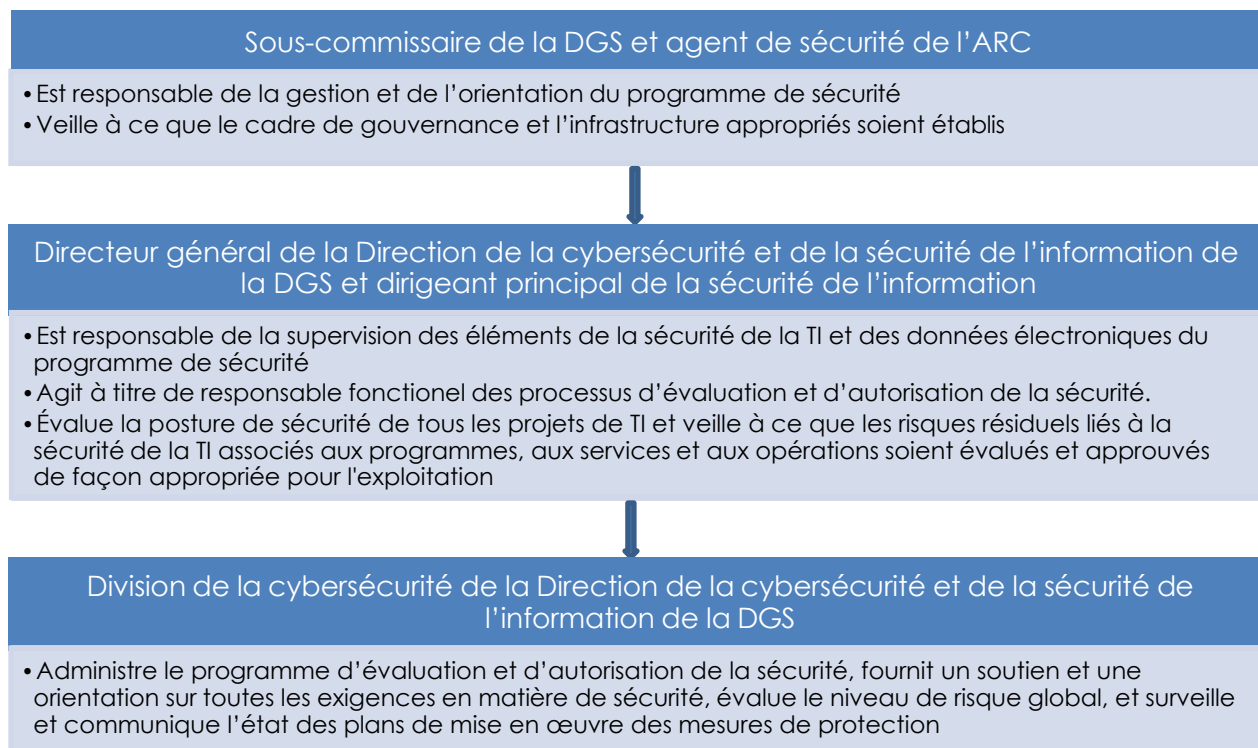 Sous-commissaire de la DGS et agent de sécurité de l’ARC
• Est responsable de la gestion et de l’orientation du programme de sécurité
• Veille à ce que le cadre de gouvernance et l’infrastructure appropriés soient établis
Directeur général de la Direction de la cybersécurité et de la sécurité de l’information de
la DGS et dirigeant principal de la sécurité de l’information
• Est responsable de la supervision des éléments de la sécurité de la TI et des données électroniques du
programme de sécurité
• Agit à titre de responsable fonctionel des processus d’évaluation et d’autorisation de la sécurité.
• Évalue la posture de sécurité de tous les projets de TI et veille à ce que les risques résiduels liés à la
sécurité de la TI associés aux programmes, aux services et aux opérations soient évalués et approuvés
de façon appropriée pour l'exploitation
Division de la cybersécurité de la Direction de la cybersécurité et de la sécurité de
l’information de la DGS
• Administre le programme d’évaluation et d’autorisation de la sécurité, fournit un soutien et une
orientation sur toutes les exigences en matière de sécurité, évalue le niveau de risque global, et surveille
et communique l’état des plans de mise en œuvre des mesures de protection